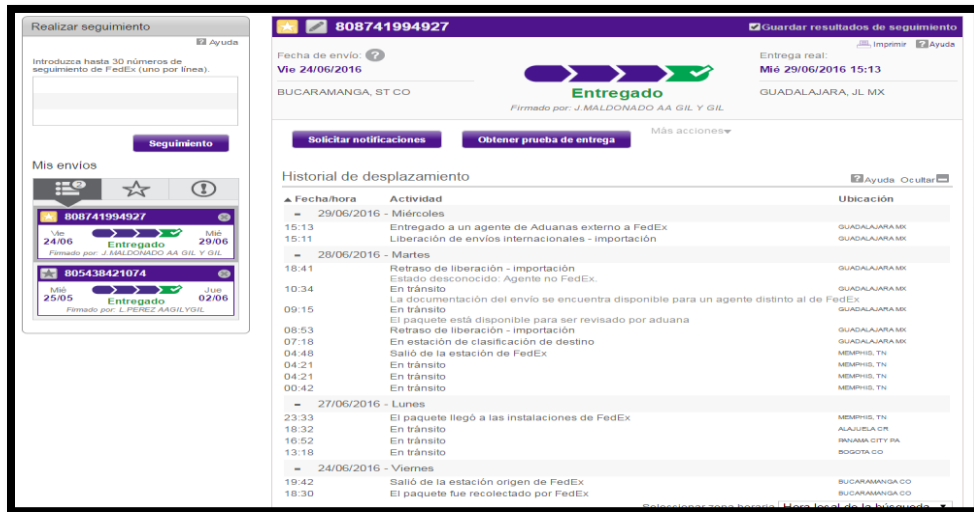 Realizar seguimiento
Ayuda
Introduzca hasta 30 números de
seguimiento de FedEx (uno por línea).
Seguimiento
Mis envíos
808741994927
Vie Mié
24/06 Entregado 29/06
Firmado por: J.MALDONADO AA GIL Y GIL
805438421074
Mié Jue
25/05 Entregado 02/06
Firmado por: L.PEREZ AAGILYGIL
808741994927
Guardar resultados de seguimiento
Imprimir Ayuda
Fecha de envío:
Vie 24/06/2016
BUCARAMANGA, ST CO
Entregado
Firmado por: J.MALDONADO AA GIL Y GIL
Entrega real:
Mié 29/06/2016 15:13
GUADALAJARA, JL MX
Solicitar notificaciones Obtener prueba de entrega Más acciones
Historial de desplazamiento Ayuda Ocultar
Fecha/hora Actividad Ubicación
- 29/06/2016 - Miércoles
15:13 Entregado a un agente de Aduanas externo a FedEx GUADALAJARA MX
15:11 Liberación de envíos internacionales - importación GUADALAJARA MX
- 28/06/2016 - Martes
18:41 Retraso de liberación - importación GUADALAJARA MX
Estado desconocido: Agente no FedEx.
10:34 En tránsito GUADALAJARA MX
La documentación del envío se encuentra disponible para un agente distinto al de FedEx
09:15 En tránsito GUADALAJARA MX
El paquete está disponible para ser revisado por aduana
08:53 Retraso de liberación - importación GUADALAJARA MX
07:18 En estación de clasificación de destino GUADALAJARA MX
04:48 Salió de la estación de FedEx MEMPHIS, TN
04:21 En tránsito MEMPHIS, TN
04:21 En tránsito MEMPHIS, TN
00:42 En tránsito MEMPHIS, TN
- 27/06/2016 - Lunes
23:33 El paquete llegó a las instalaciones de FedEx MEMPHIS, TN
18:32 En tránsito ALAJUELA CR
16:52 En tránsito PANAMA CITY PA
13:18 En tránsito BOGOTA CO
- 24/06/2016 - Viernes
19:42 Salió de la estación origen de FedEx BUCARAMANGA CO
18:30 El paquete fue recolectado por FedEx BUCARAMANGA CO
Seleccionar zona horaria Hora local de la búsqueda